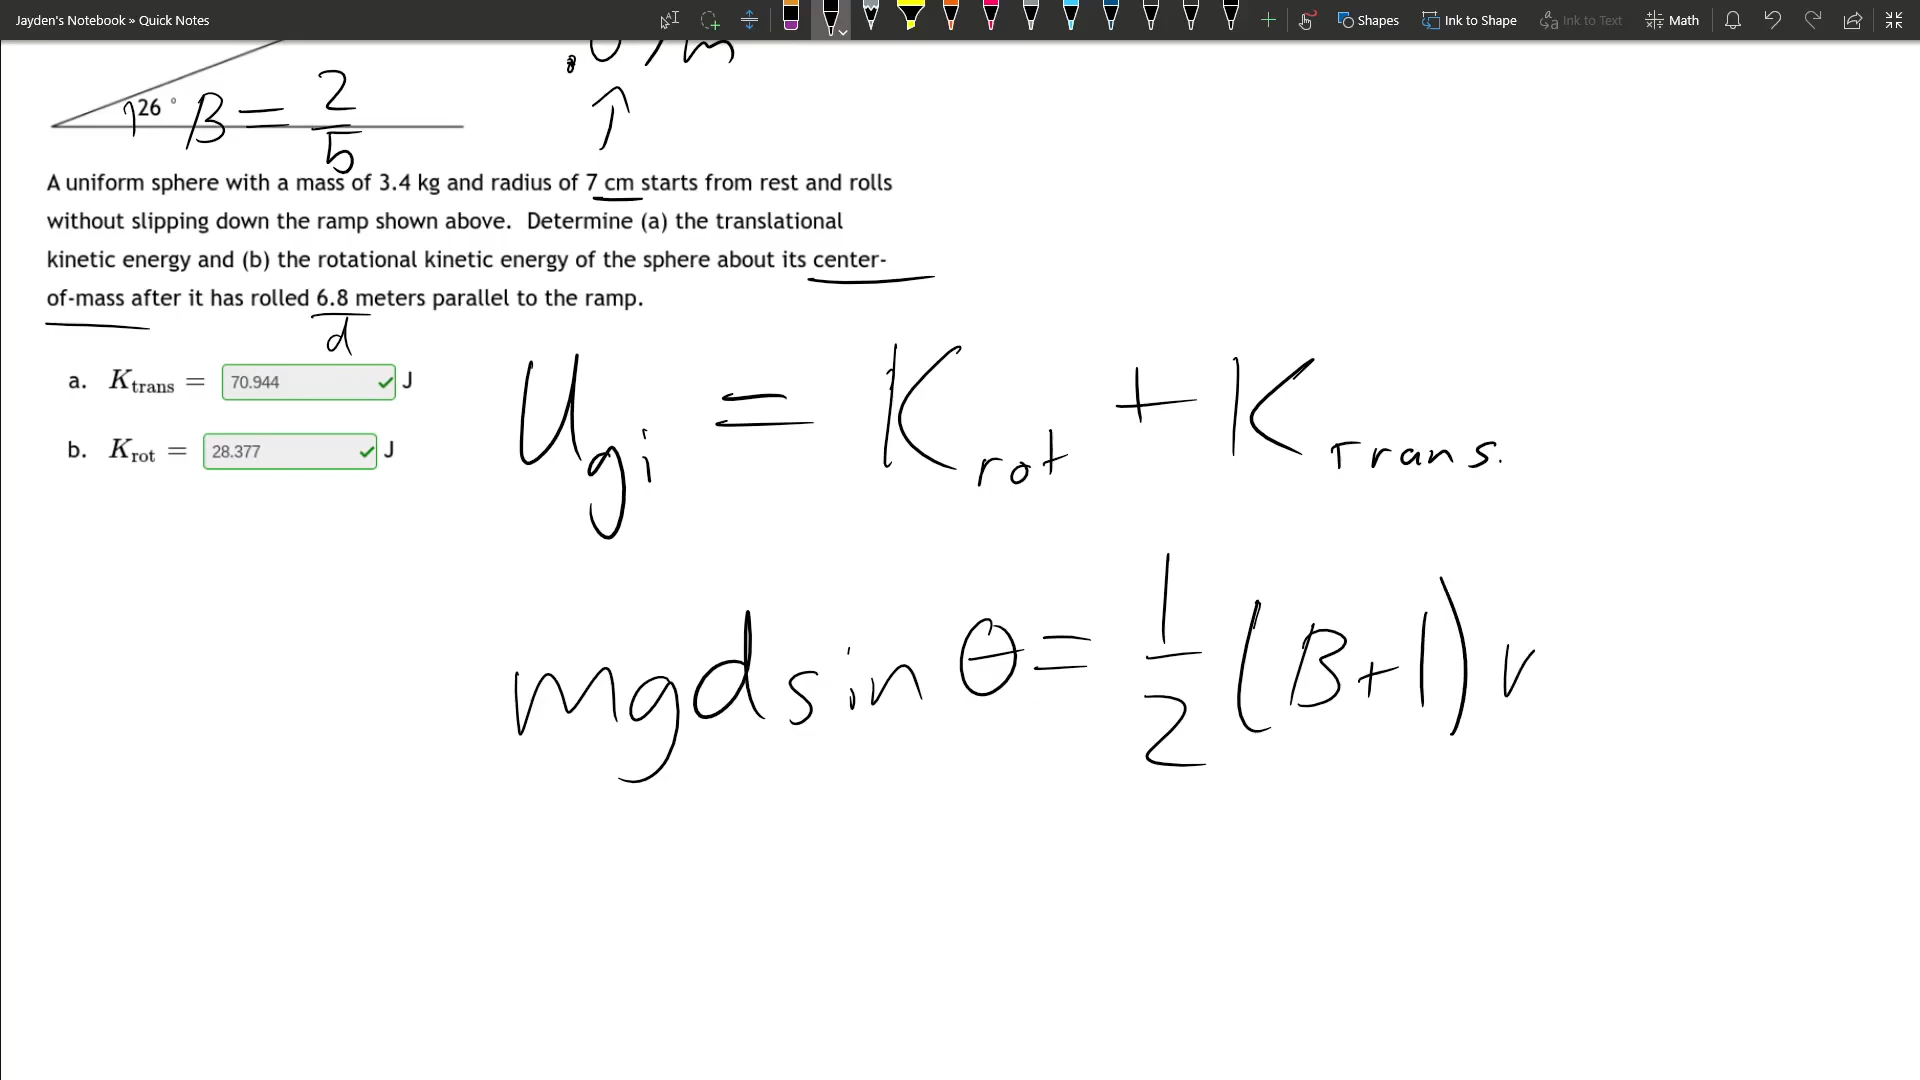 Jayden's Notebook » Quick Notes
Shapes Ink to Shape Ink to Text Math
26 ° β = 2/5
A uniform sphere with a mass of 3.4 kg and radius of 7 cm starts from rest and rolls
without slipping down the ramp shown above. Determine (a) the translational
kinetic energy and (b) the rotational kinetic energy of the sphere about its center-
of-mass after it has rolled 6.8 meters parallel to the ramp.
d
a. Ktrans = 70.944 J
b. Krot = 28.377 J
Ugi = Krot + KTrans.
mgd sin θ = 1/2 (β+1) v